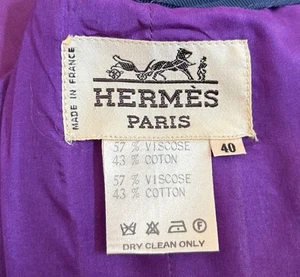 MADE IN FRANCE
HERMÈS
PARIS
40
57 % VISCOSE
43 % COTON
57 % VISCOSE
43 % COTTON
DRY CLEAN ONLY